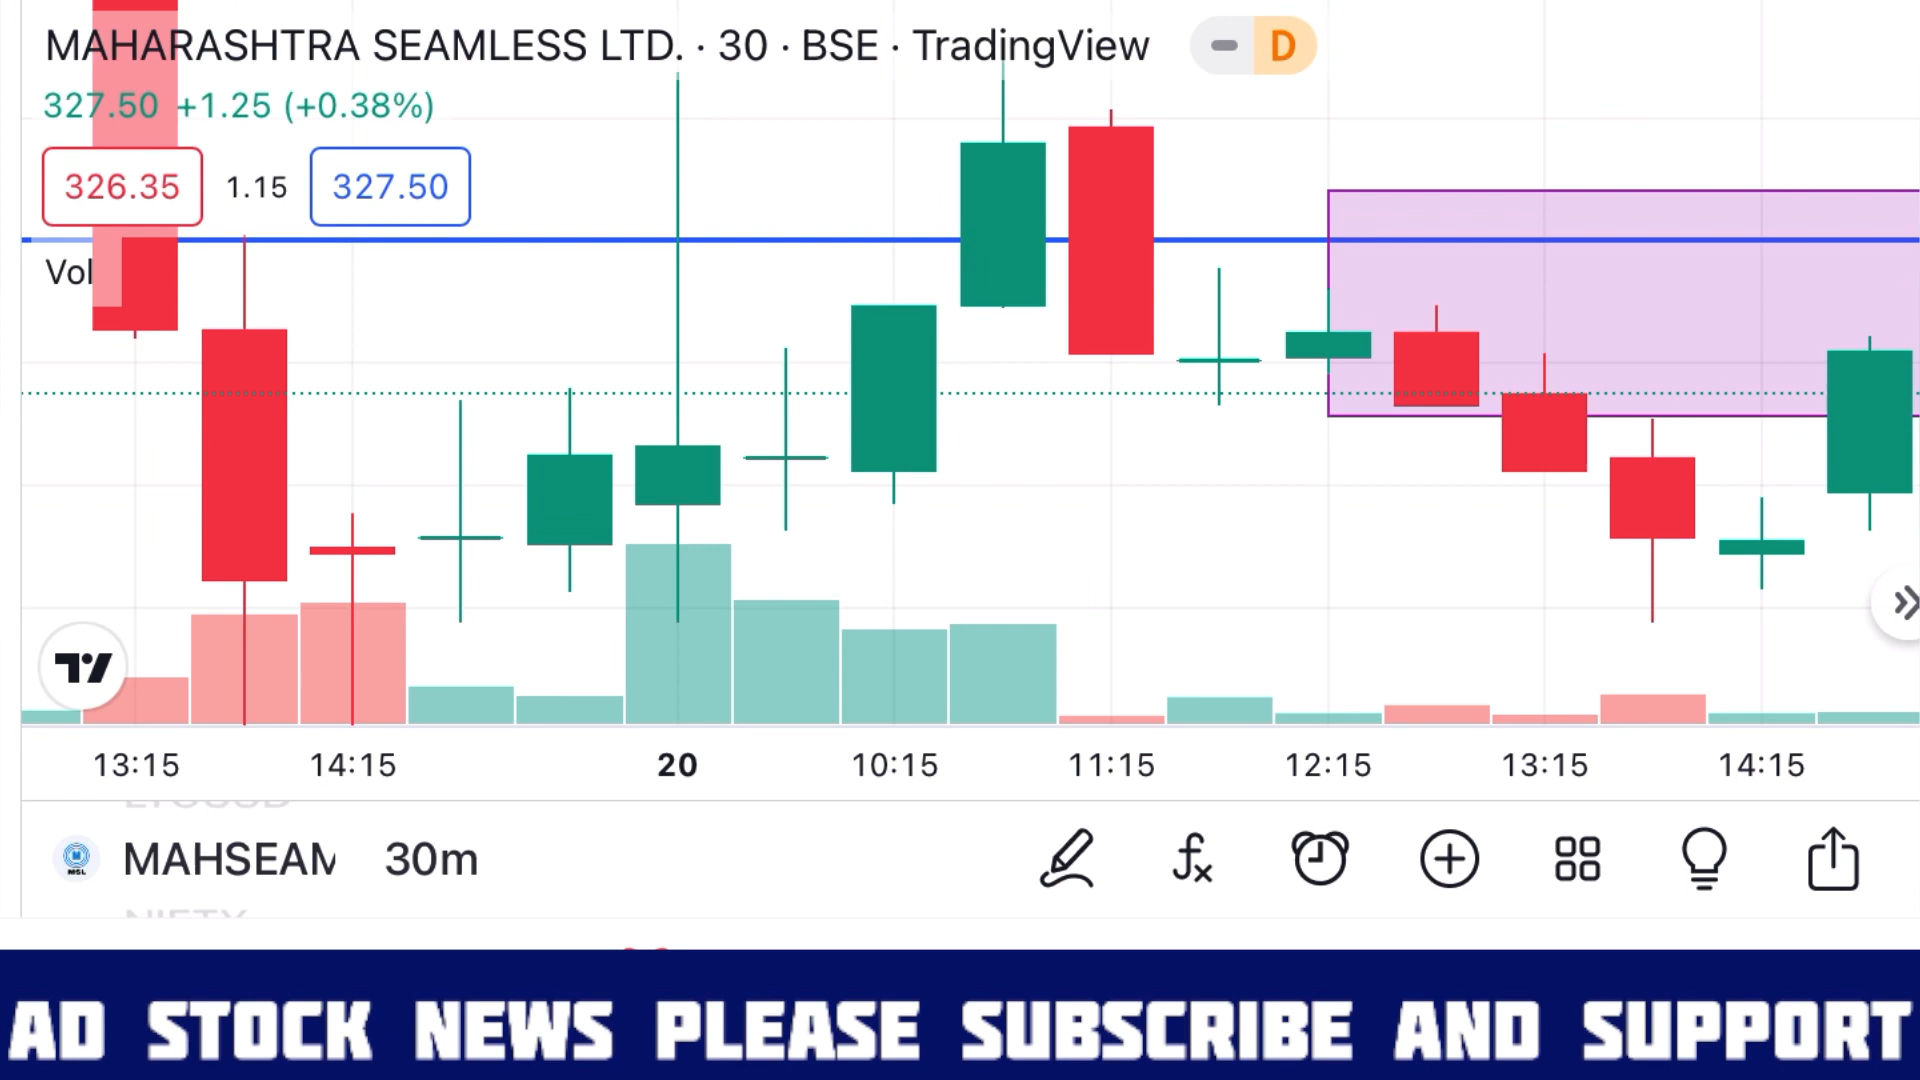 MAHARASHTRA SEAMLESS LTD. · 30 · BSE · TradingView D
327.50 +1.25 (+0.38%)
326.35 1.15 327.50
Vol
13:15 14:15 20 10:15 11:15 12:15 13:15 14:15
MSL MAHSEAM 30m
NIFTY
AD STOCK NEWS PLEASE SUBSCRIBE AND SUPPORT